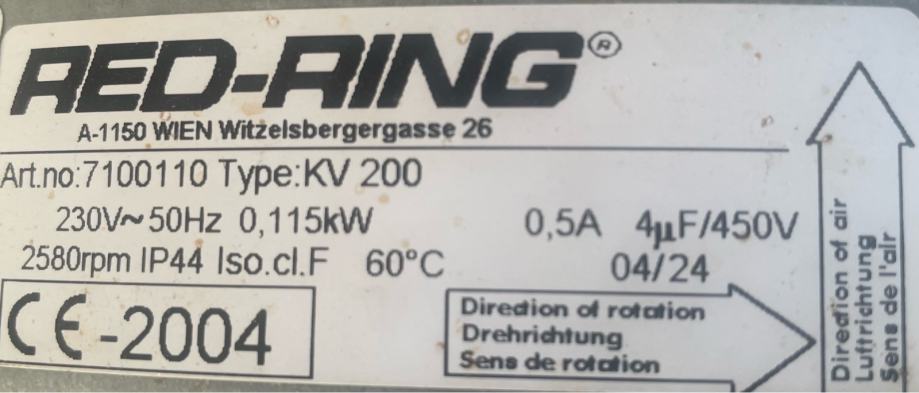 RED-RING®
A-1150 WIEN Witzelsbergergasse 26
Art.no:7100110 Type:KV 200
230V~ 50Hz 0,115kW 0,5A 4µF/450V
2580rpm IP44 Iso.cl.F 60°C 04/24
CE-2004
Direction of rotation
Drehrichtung
Sens de rotation
Direction of air
Luftrichtung
Sens de l'air